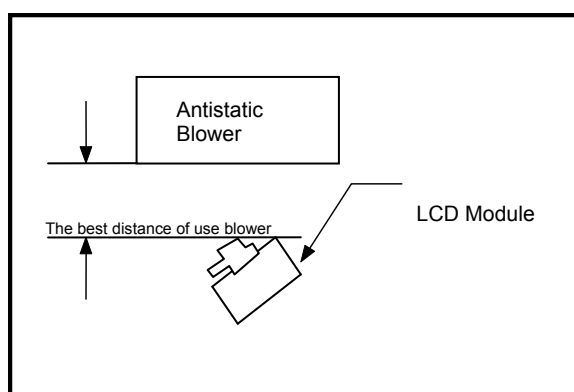 Antistatic
Blower
The best distance of use blower
LCD Module